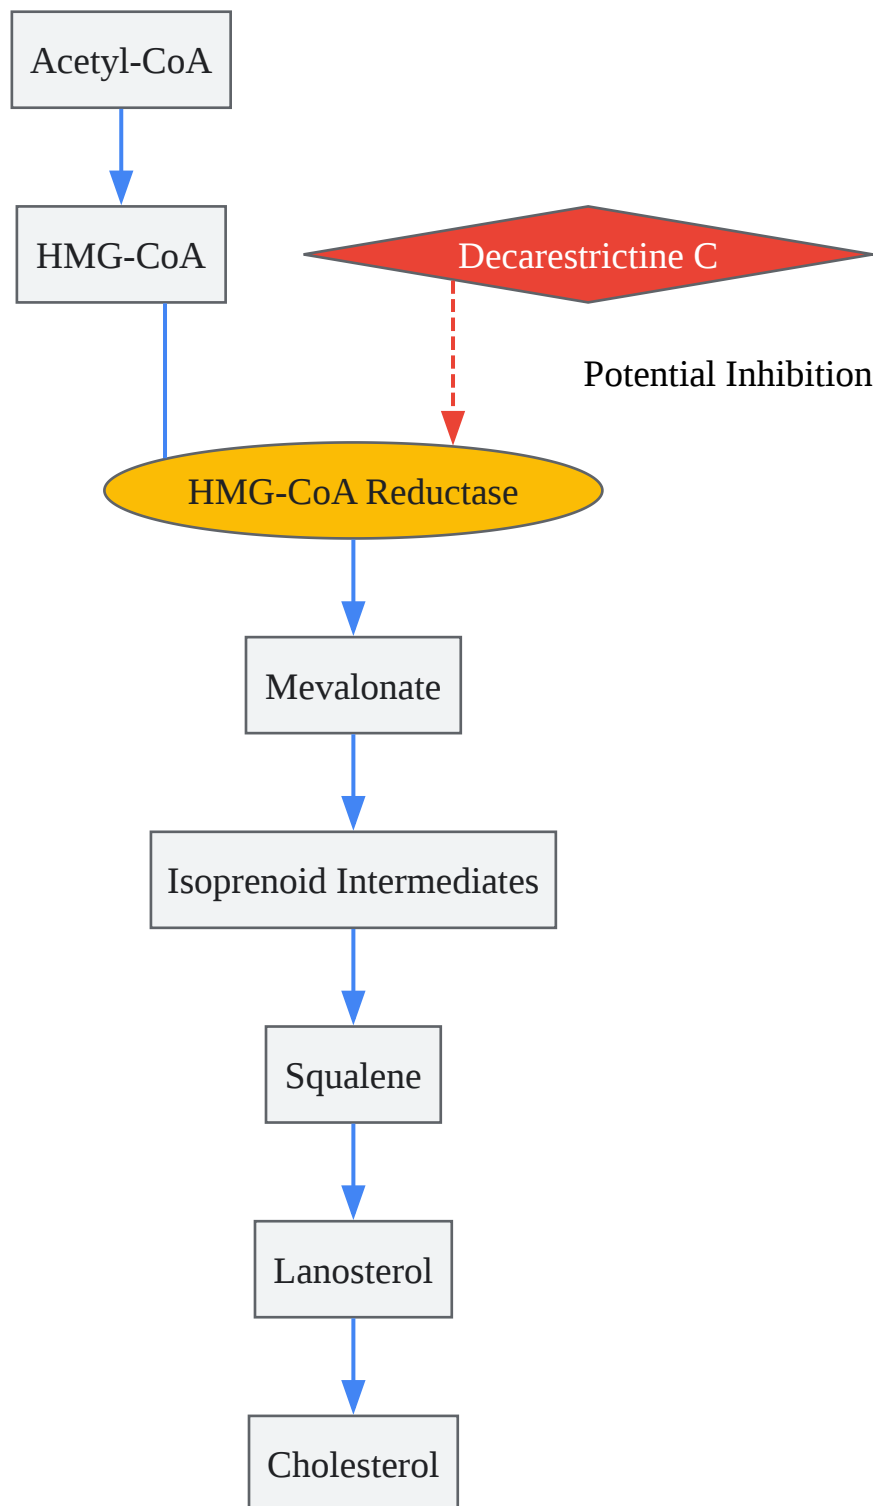 Acetyl-CoA
HMG-CoA
Decarestrictine C
Potential Inhibition
HMG-CoA Reductase
Mevalonate
Isoprenoid Intermediates
Squalene
Lanosterol
Cholesterol